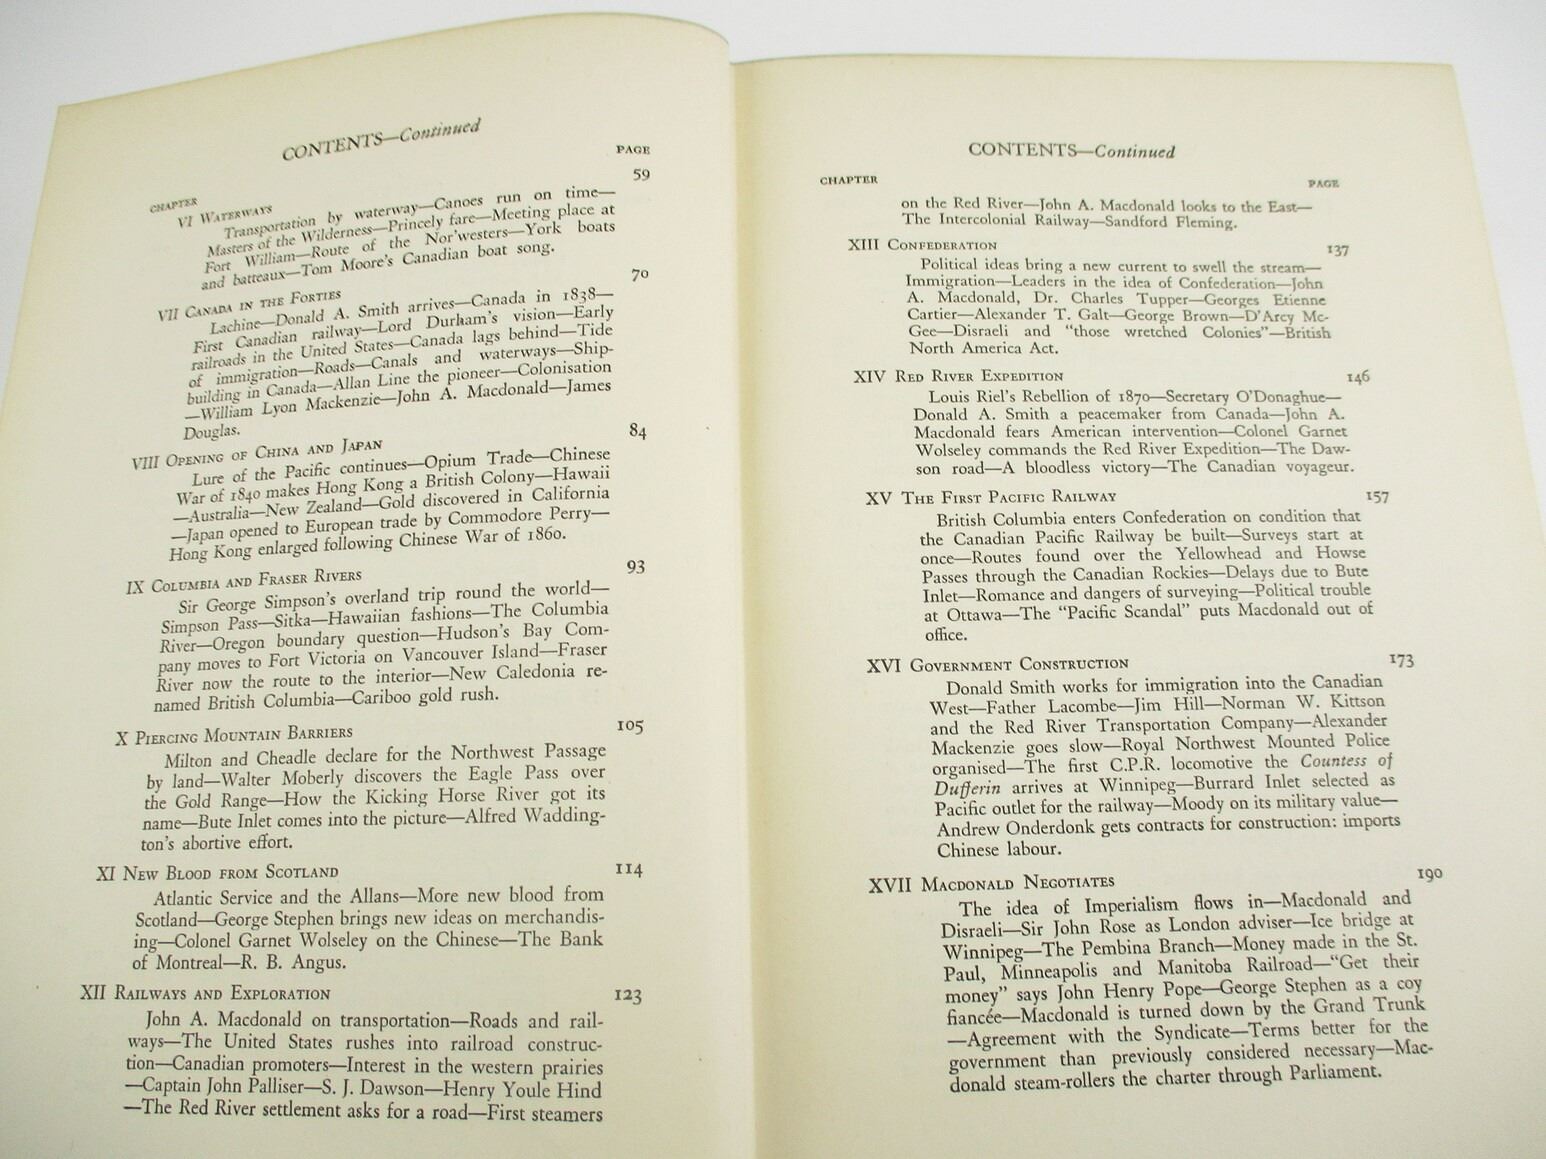 CONTENTS—Continued
PAGE
CHAPTER
VI WATERWAYS 59
Transportation by waterway—Canoes run on time—
Masters of the Wilderness—Princely fare—Meeting place at
Fort William—Route of the Nor'westers—York boats
and batteaux—Tom Moore's Canadian boat song.
VII CANADA IN THE FORTIES 70
Lachine—Donald A. Smith arrives—Canada in 1838—
First Canadian railway—Lord Durham's vision—Early
railroads in the United States—Canada lags behind—Tide
of immigration—Roads—Canals and waterways—Ship-
building in Canada—Allan Line the pioneer—Colonisation
—William Lyon Mackenzie—John A. Macdonald—James
Douglas.
VIII OPENING OF CHINA AND JAPAN 84
Lure of the Pacific continues—Opium Trade—Chinese
War of 1840 makes Hong Kong a British Colony—Hawaii
—Australia—New Zealand—Gold discovered in California
—Japan opened to European trade by Commodore Perry—
Hong Kong enlarged following Chinese War of 1860.
IX COLUMBIA AND FRASER RIVERS 93
Sir George Simpson's overland trip round the world—
Simpson Pass—Sitka—Hawaiian fashions—The Columbia
River—Oregon boundary question—Hudson's Bay Com-
pany moves to Fort Victoria on Vancouver Island—Fraser
River now the route to the interior—New Caledonia re-
named British Columbia—Cariboo gold rush.
X PIERCING MOUNTAIN BARRIERS 105
Milton and Cheadle declare for the Northwest Passage
by land—Walter Moberly discovers the Eagle Pass over
the Gold Range—How the Kicking Horse River got its
name—Bute Inlet comes into the picture—Alfred Wadding-
ton's abortive effort.
XI NEW BLOOD FROM SCOTLAND 114
Atlantic Service and the Allans—More new blood from
Scotland—George Stephen brings new ideas on merchandis-
ing—Colonel Garnet Wolseley on the Chinese—The Bank
of Montreal—R. B. Angus.
XII RAILWAYS AND EXPLORATION 123
John A. Macdonald on transportation—Roads and rail-
ways—The United States rushes into railroad construc-
tion—Canadian promoters—Interest in the western prairies
—Captain John Palliser—S. J. Dawson—Henry Youle Hind
—The Red River settlement asks for a road—First steamers
CONTENTS—Continued
CHAPTER PAGE
on the Red River—John A. Macdonald looks to the East—
The Intercolonial Railway—Sandford Fleming.
XIII CONFEDERATION 137
Political ideas bring a new current to swell the stream—
Immigration—Leaders in the idea of Confederation—John
A. Macdonald, Dr. Charles Tupper—Georges Etienne
Cartier—Alexander T. Galt—George Brown—D'Arcy Mc-
Gee—Disraeli and "those wretched Colonies"—British
North America Act.
XIV RED RIVER EXPEDITION 146
Louis Riel's Rebellion of 1870—Secretary O'Donaghue—
Donald A. Smith a peacemaker from Canada—John A.
Macdonald fears American intervention—Colonel Garnet
Wolseley commands the Red River Expedition—The Daw-
son road—A bloodless victory—The Canadian voyageur.
XV THE FIRST PACIFIC RAILWAY 157
British Columbia enters Confederation on condition that
the Canadian Pacific Railway be built—Surveys start at
once—Routes found over the Yellowhead and Howse
Passes through the Canadian Rockies—Delays due to Bute
Inlet—Romance and dangers of surveying—Political trouble
at Ottawa—The "Pacific Scandal" puts Macdonald out of
office.
XVI GOVERNMENT CONSTRUCTION 173
Donald Smith works for immigration into the Canadian
West—Father Lacombe—Jim Hill—Norman W. Kittson
and the Red River Transportation Company—Alexander
Mackenzie goes slow—Royal Northwest Mounted Police
organised—The first C.P.R. locomotive the Countess of
Dufferin arrives at Winnipeg—Burrard Inlet selected as
Pacific outlet for the railway—Moody on its military value—
Andrew Onderdonk gets contracts for construction: imports
Chinese labour.
XVII MACDONALD NEGOTIATES 190
The idea of Imperialism flows in—Macdonald and
Disraeli—Sir John Rose as London adviser—Ice bridge at
Winnipeg—The Pembina Branch—Money made in the St.
Paul, Minneapolis and Manitoba Railroad—"Get their
money" says John Henry Pope—George Stephen as a coy
fiancée—Macdonald is turned down by the Grand Trunk
—Agreement with the Syndicate—Terms better for the
government than previously considered necessary—Mac-
donald steam-rollers the charter through Parliament.